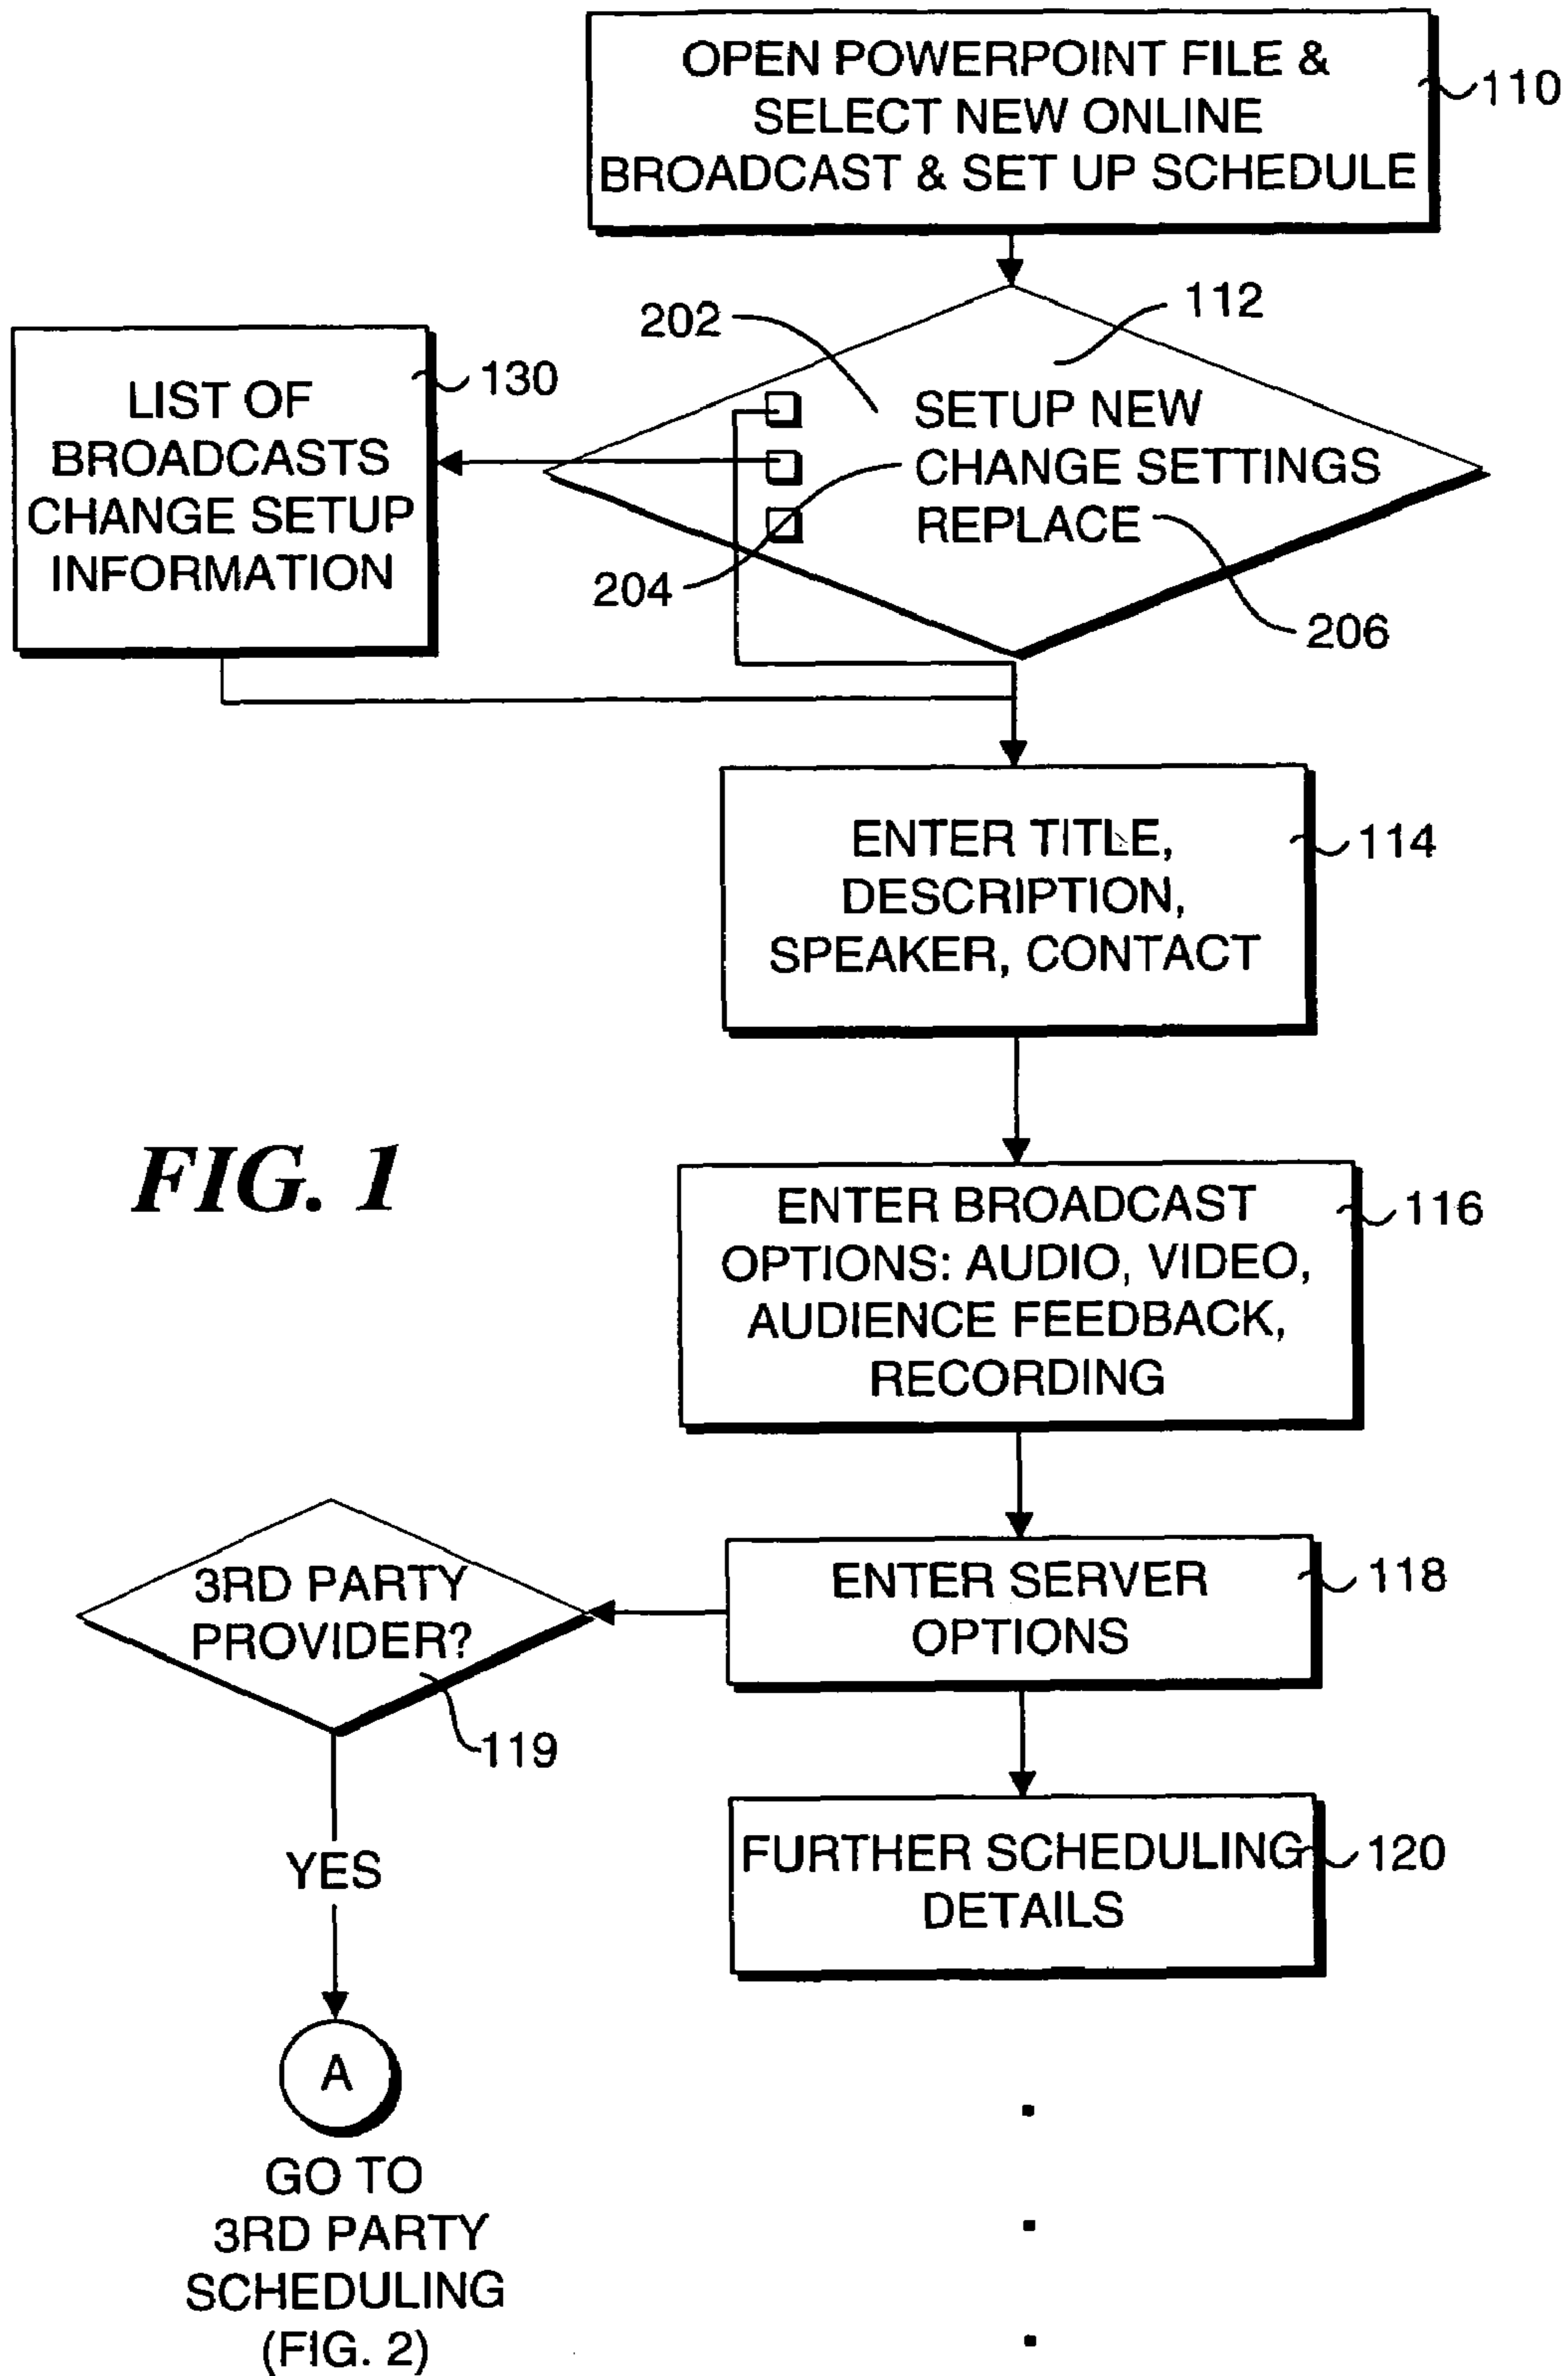 OPEN POWERPOINT FILE &
SELECT NEW ONLINE
BROADCAST & SET UP SCHEDULE
110
202
112
SETUP NEW
CHANGE SETTINGS
REPLACE
204
206
LIST OF
BROADCASTS
CHANGE SETUP
INFORMATION
130
ENTER TITLE,
DESCRIPTION,
SPEAKER, CONTACT
114
FIG. 1
ENTER BROADCAST
OPTIONS: AUDIO, VIDEO,
AUDIENCE FEEDBACK,
RECORDING
116
ENTER SERVER
OPTIONS
118
3RD PARTY
PROVIDER?
119
FURTHER SCHEDULING
DETAILS
120
YES
A
GO TO
3RD PARTY
SCHEDULING
(FIG. 2)